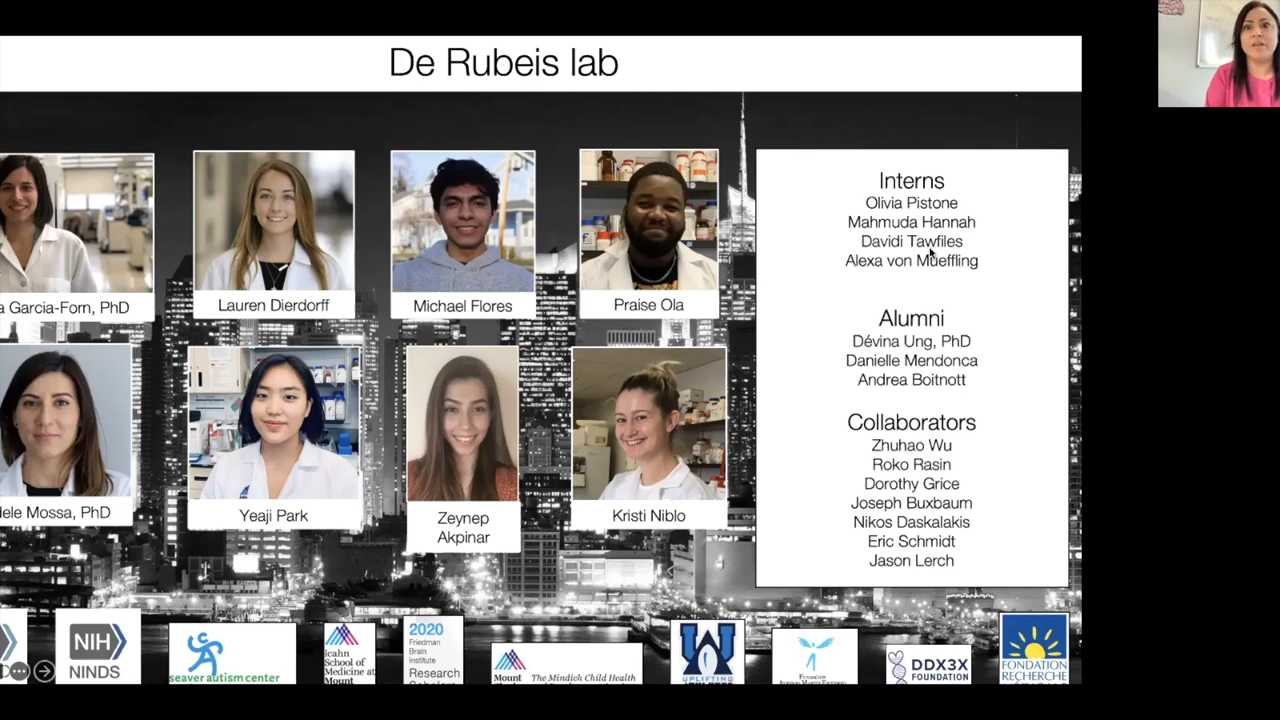 De Rubeis lab
a Garcia-Forn, PhD
Lauren Dierdorff
Michael Flores
Praise Ola
dele Mossa, PhD
Yeaji Park
Zeynep
Akpinar
Kristi Niblo
Interns
Olivia Pistone
Mahmuda Hannah
Davidi Tawfiles
Alexa von Mueffling
Alumni
Dévina Ung, PhD
Danielle Mendonca
Andrea Boitnott
Collaborators
Zhuhao Wu
Roko Rasin
Dorothy Grice
Joseph Buxbaum
Nikos Daskalakis
Eric Schmidt
Jason Lerch
NIH
NINDS
seaver autism center
Icahn
School of
Medicine at
Mount
2020
Friedman
Brain
Institute
Research
Mount
The Mindich Child Health
UPLIFTING
DDX3X
FOUNDATION
FONDATION
RECHERCHE